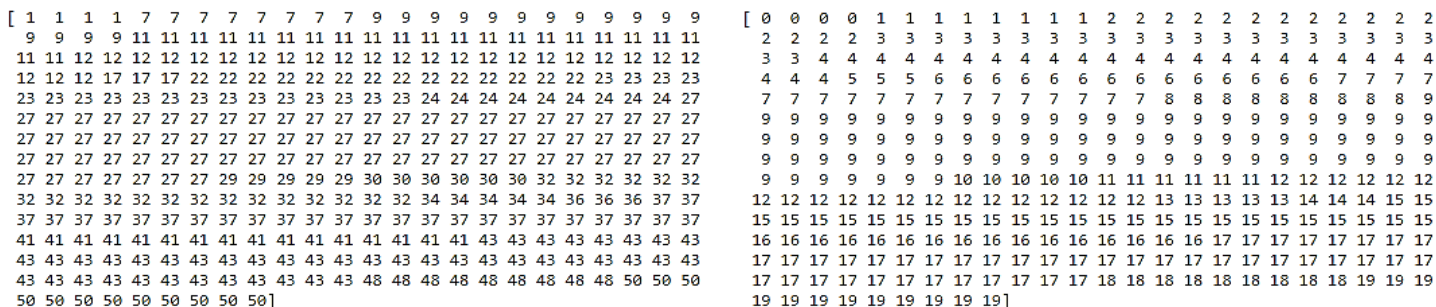 [ 1 1 1 1 7 7 7 7 7 7 7 7 9 9 9 9 9 9 9 9 9 9 9 9
9 9 9 9 11 11 11 11 11 11 11 11 11 11 11 11 11 11 11 11 11 11 11 11
11 11 12 12 12 12 12 12 12 12 12 12 12 12 12 12 12 12 12 12 12 12 12 12
12 12 12 17 17 17 22 22 22 22 22 22 22 22 22 22 22 22 22 22 23 23 23 23
23 23 23 23 23 23 23 23 23 23 23 23 23 23 24 24 24 24 24 24 24 24 24 27
27 27 27 27 27 27 27 27 27 27 27 27 27 27 27 27 27 27 27 27 27 27 27 27
27 27 27 27 27 27 27 27 27 27 27 27 27 27 27 27 27 27 27 27 27 27 27 27
27 27 27 27 27 27 27 27 27 27 27 27 27 27 27 27 27 27 27 27 27 27 27 27
27 27 27 27 27 27 27 29 29 29 29 29 30 30 30 30 30 30 32 32 32 32 32 32
32 32 32 32 32 32 32 32 32 32 32 32 32 32 34 34 34 34 34 36 36 36 37 37
37 37 37 37 37 37 37 37 37 37 37 37 37 37 37 37 37 37 37 37 37 37 37 37
41 41 41 41 41 41 41 41 41 41 41 41 41 41 41 41 43 43 43 43 43 43 43 43
43 43 43 43 43 43 43 43 43 43 43 43 43 43 43 43 43 43 43 43 43 43 43 43
43 43 43 43 43 43 43 43 43 43 43 43 48 48 48 48 48 48 48 48 48 50 50 50
50 50 50 50 50 50 50 50 50]
[ 0 0 0 0 1 1 1 1 1 1 1 1 2 2 2 2 2 2 2 2 2 2 2 2
2 2 2 2 3 3 3 3 3 3 3 3 3 3 3 3 3 3 3 3 3 3 3 3
3 3 4 4 4 4 4 4 4 4 4 4 4 4 4 4 4 4 4 4 4 4 4 4
4 4 4 5 5 5 6 6 6 6 6 6 6 6 6 6 6 6 6 6 7 7 7 7
7 7 7 7 7 7 7 7 7 7 7 7 7 7 8 8 8 8 8 8 8 8 8 9
9 9 9 9 9 9 9 9 9 9 9 9 9 9 9 9 9 9 9 9 9 9 9 9
9 9 9 9 9 9 9 9 9 9 9 9 9 9 9 9 9 9 9 9 9 9 9 9
9 9 9 9 9 9 9 9 9 9 9 9 9 9 9 9 9 9 9 9 9 9 9 9
9 9 9 9 9 9 9 10 10 10 10 10 11 11 11 11 11 11 12 12 12 12 12 12
12 12 12 12 12 12 12 12 12 12 12 12 12 12 13 13 13 13 13 14 14 14 15 15
15 15 15 15 15 15 15 15 15 15 15 15 15 15 15 15 15 15 15 15 15 15 15 15
16 16 16 16 16 16 16 16 16 16 16 16 16 16 16 16 17 17 17 17 17 17 17 17
17 17 17 17 17 17 17 17 17 17 17 17 17 17 17 17 17 17 17 17 17 17 17 17
17 17 17 17 17 17 17 17 17 17 17 17 18 18 18 18 18 18 18 18 18 19 19 19
19 19 19 19 19 19 19 19 19]